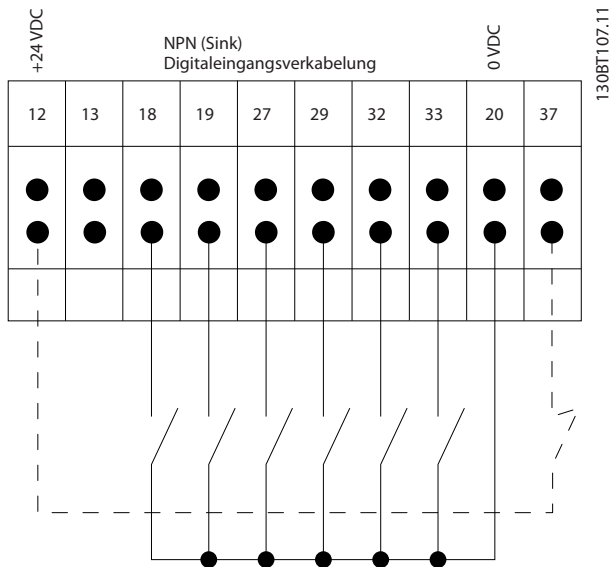 +24 VDC
NPN (Sink)
Digitaleingangsverkabelung
0 VDC
130BT107.11
12 13 18 19 27 29 32 33 20 37